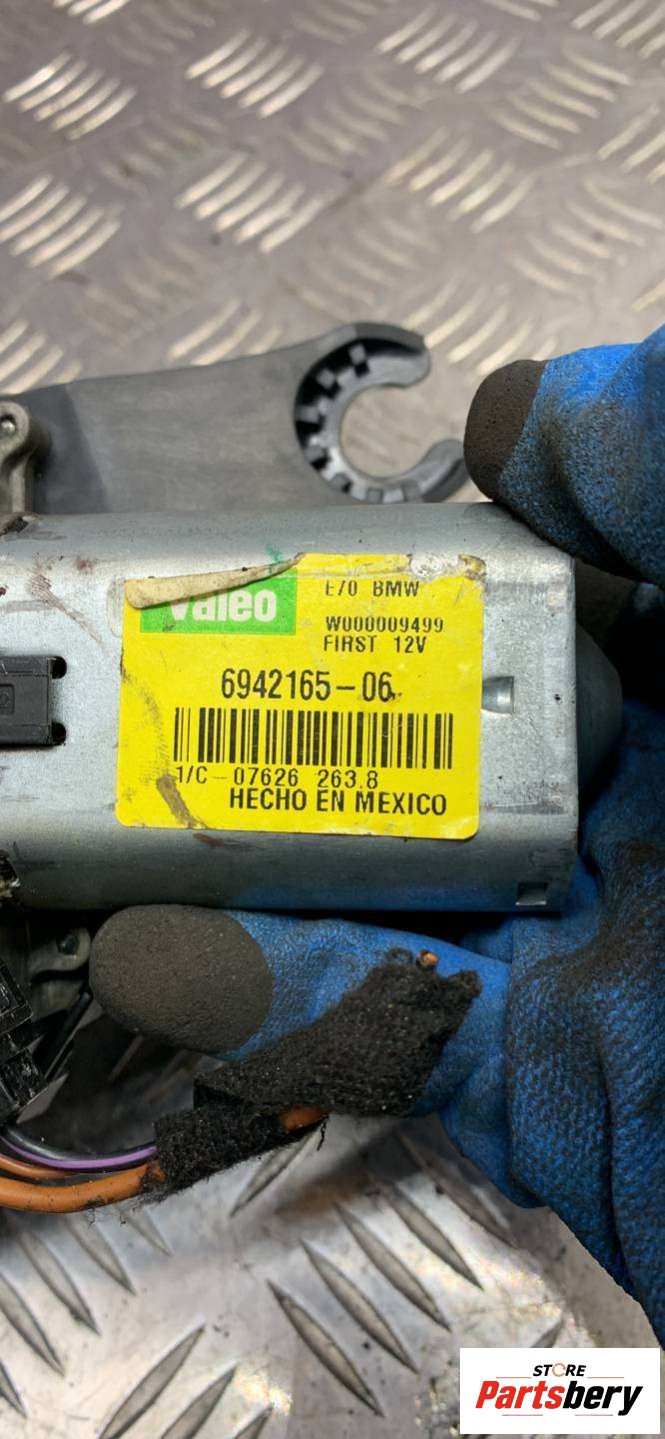 Valeo
E70 BMW
W000009499
FIRST 12V
6942165-06
1/C-07626 263.8
HECHO EN MEXICO
STORE
Partsbery